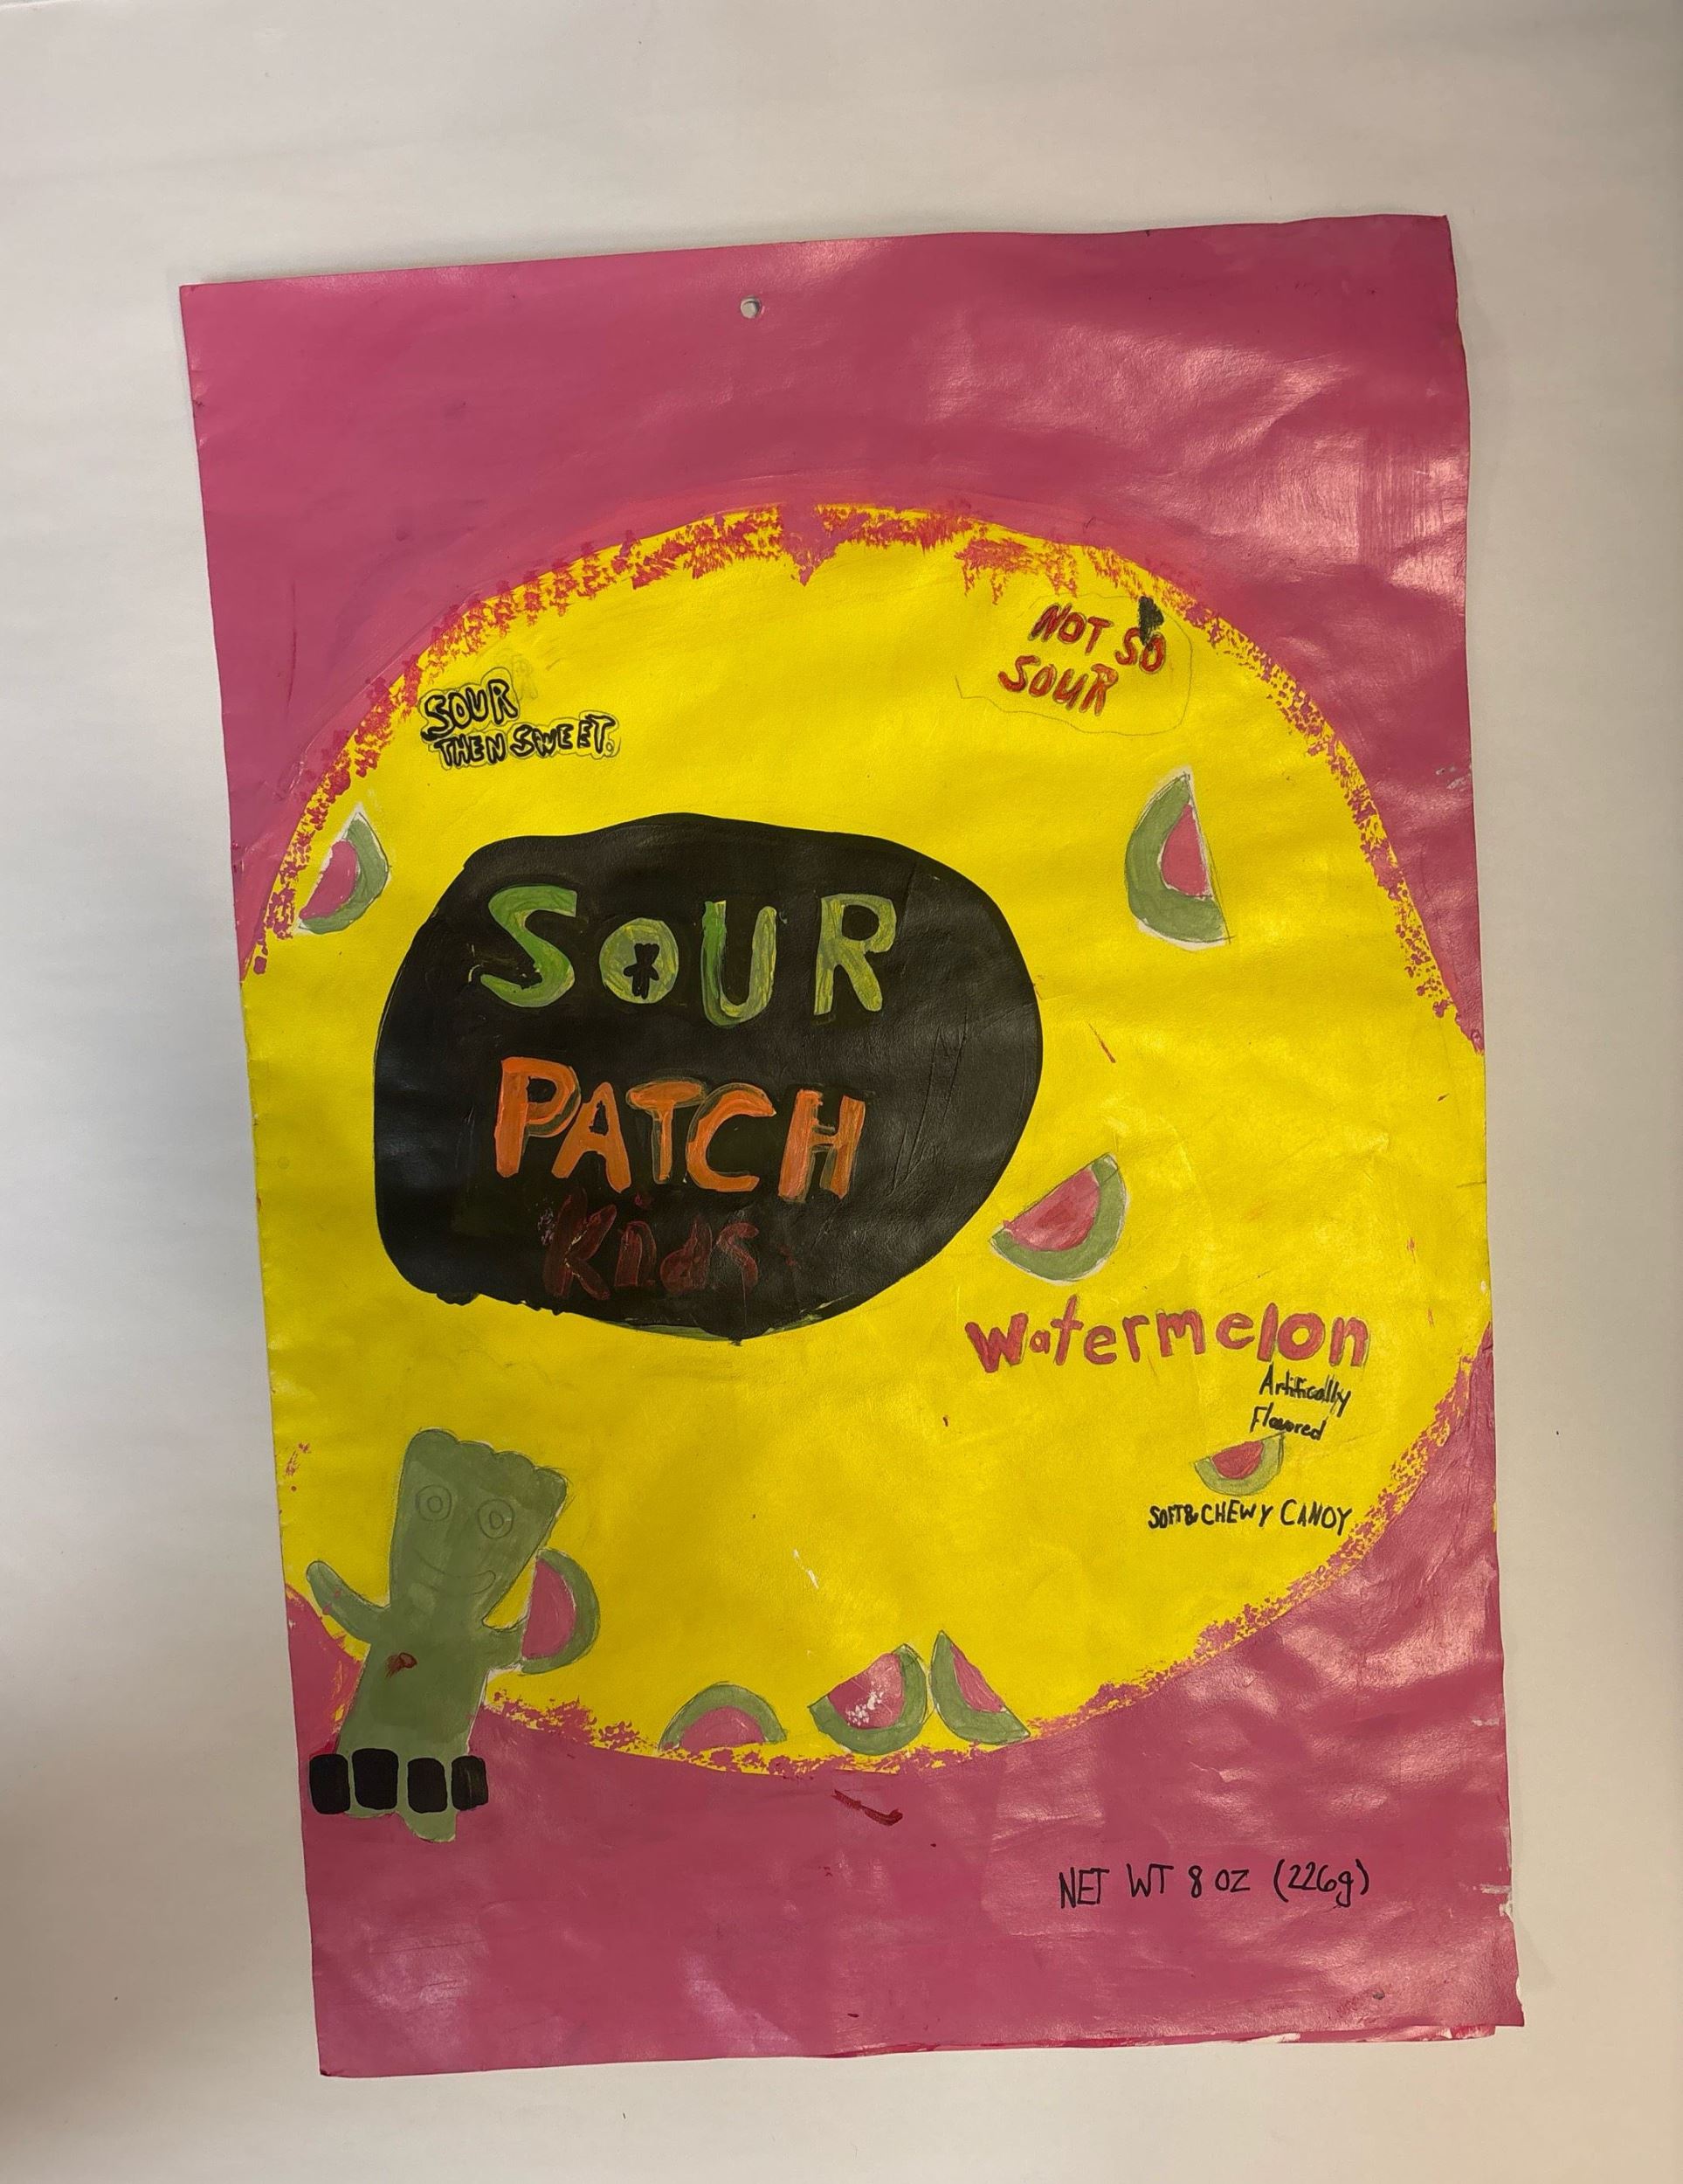 SOUR
THEN SWEET.
NOT SO
SOUR
SOUR
PATCH
Kids
Watermelon
Artifically
Flavored
SOFT & CHEWY CANDY
NET WT 8 OZ (226g)